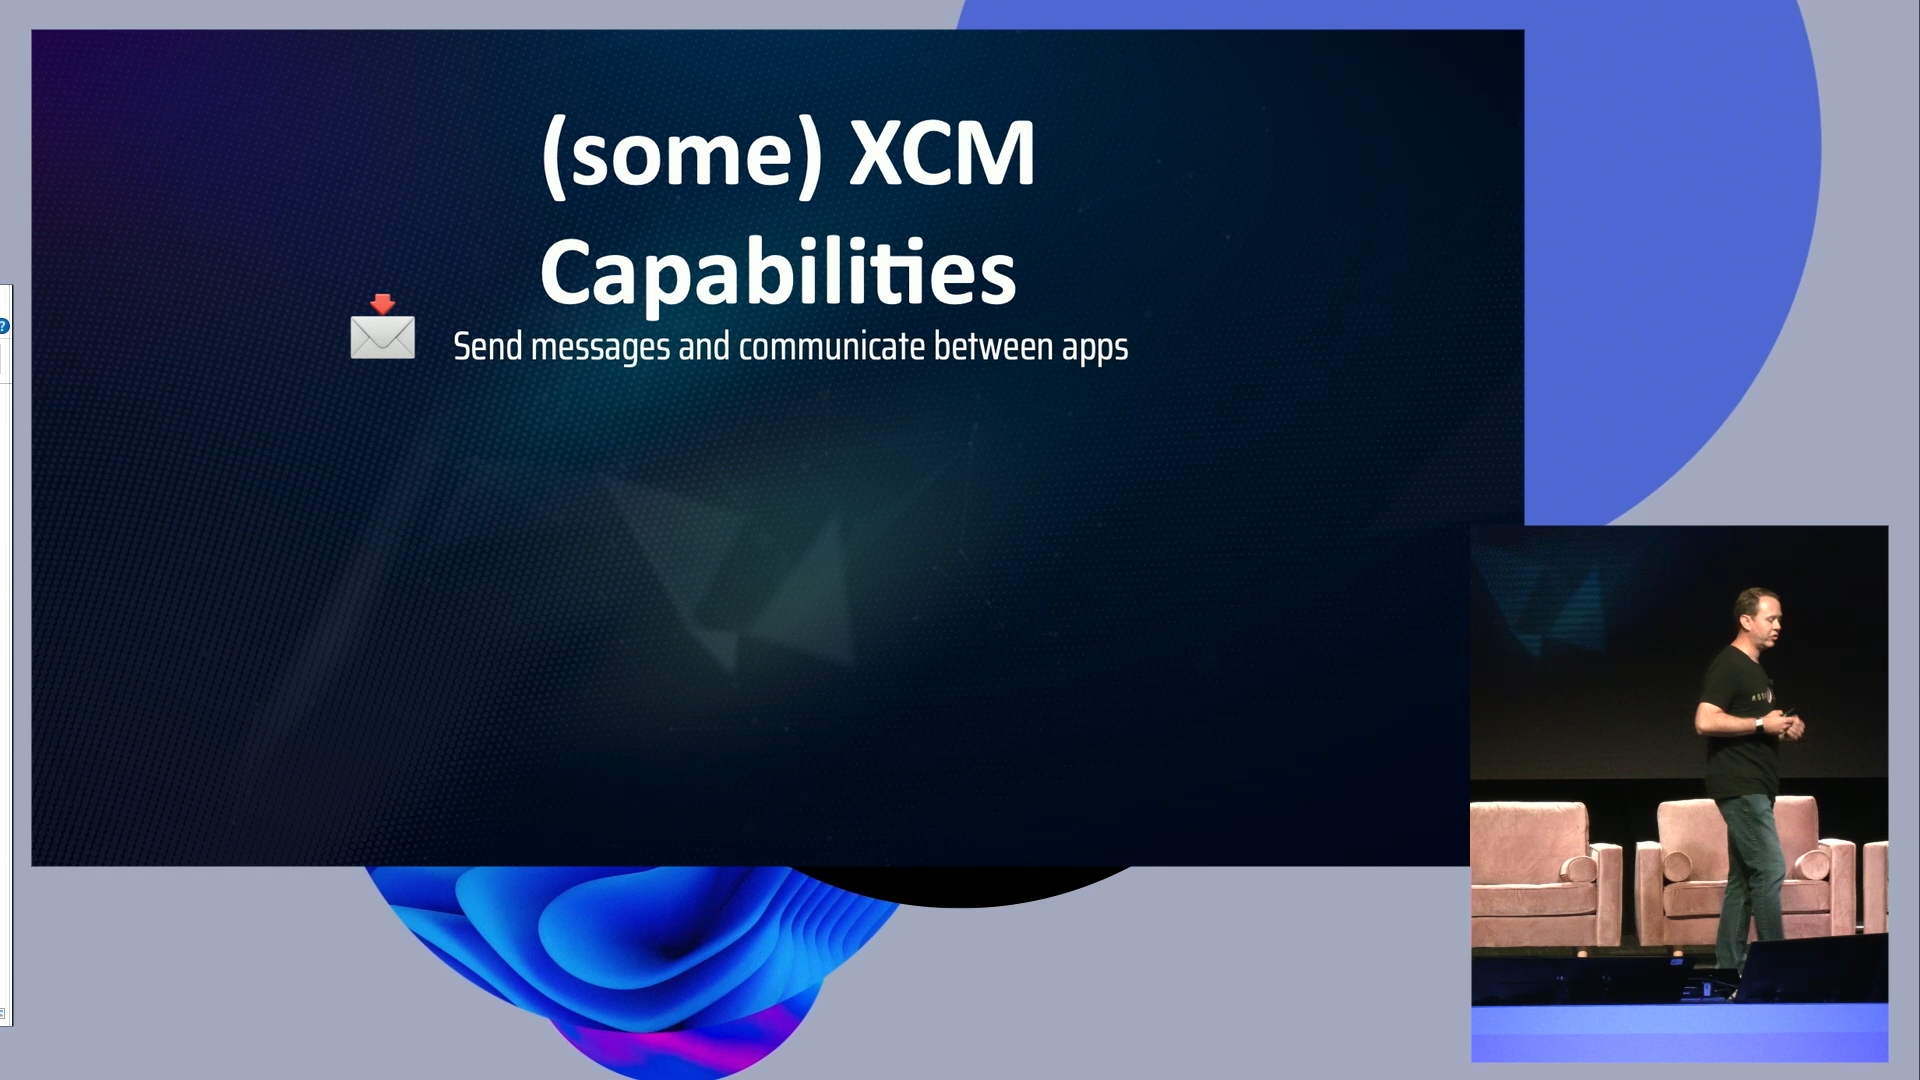 (some) XCM
Capabilities
Send messages and communicate between apps
?